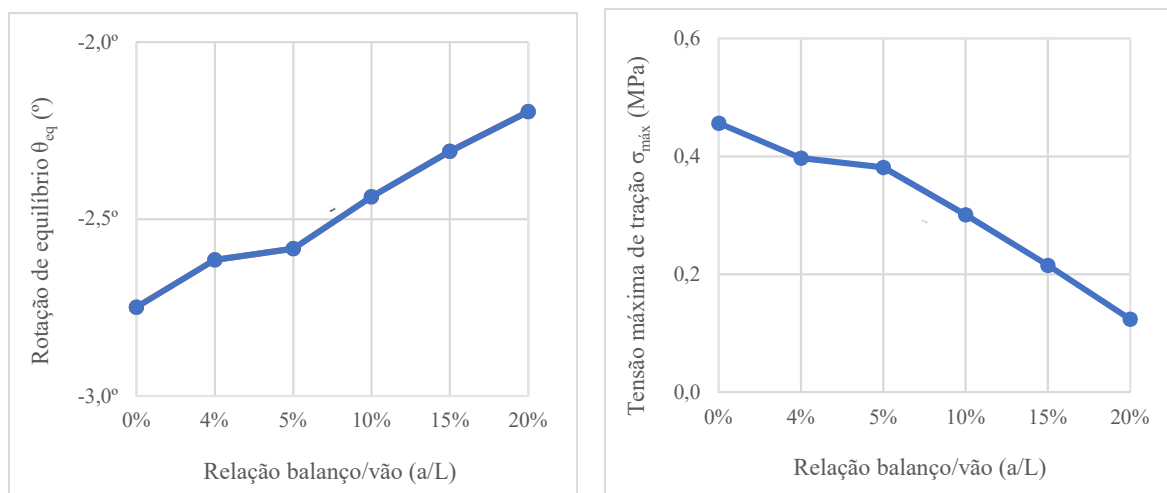 Rotação de equilíbrio θeq (º)
-2,0º
-2,5º
-3,0º
0% 4% 5% 10% 15% 20%
Relação balanço/vão (a/L)
Tensão máxima de tração σmáx (MPa)
0,6
0,4
0,2
0,0
0% 4% 5% 10% 15% 20%
Relação balanço/vão (a/L)